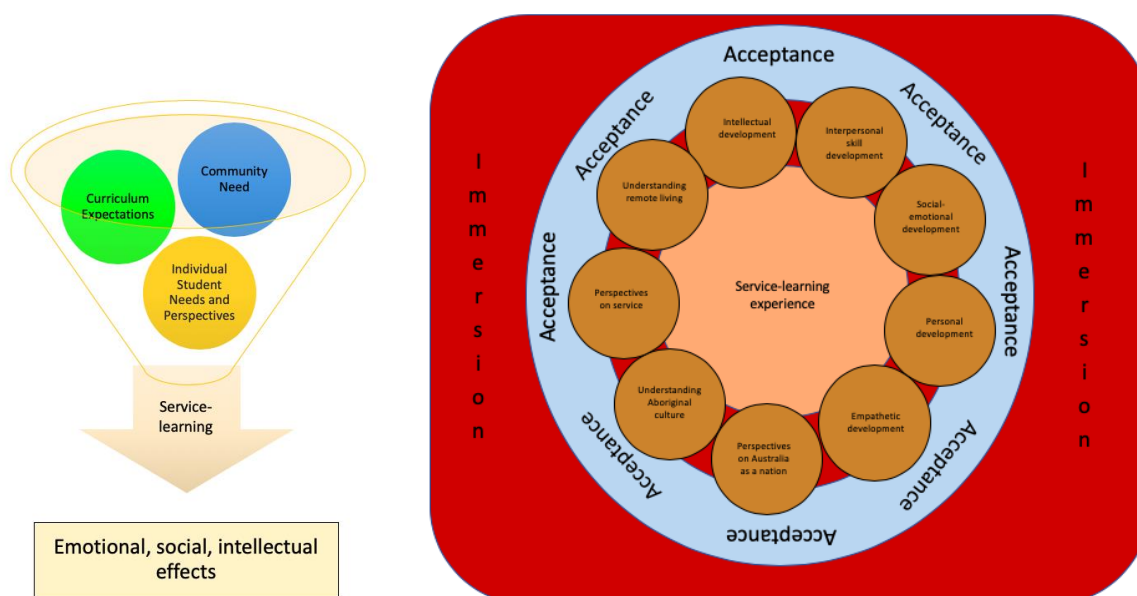 Curriculum
Expectations
Community
Need
Individual
Student
Needs and
Perspectives
Service-
learning
Emotional, social, intellectual
effects
Immersion
Acceptance
Acceptance
Acceptance
Acceptance
Acceptance
Acceptance
Acceptance
Acceptance
Intellectual
development
Interpersonal
skill
development
Social-
emotional
development
Personal
development
Empathetic
development
Perspectives
on Australia
as a nation
Understanding
Aboriginal
culture
Perspectives
on service
Understanding
remote living
Service-learning
experience
Immersion